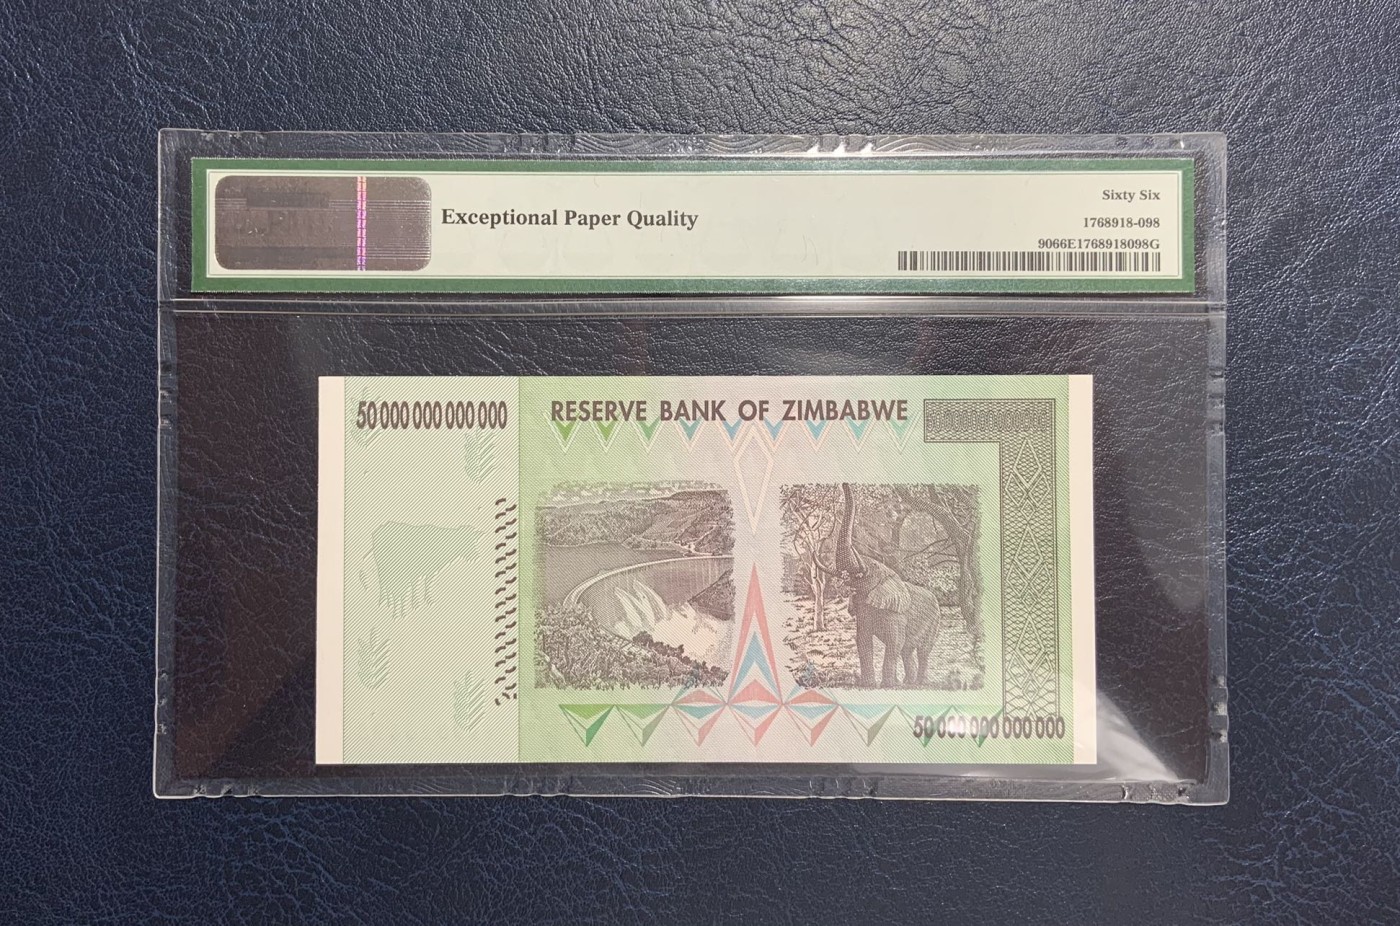 Exceptional Paper Quality
Sixty Six
1768918-098
9066E1768918098G
50 000 000 000 000
RESERVE BANK OF ZIMBABWE
50 000 000 000 000